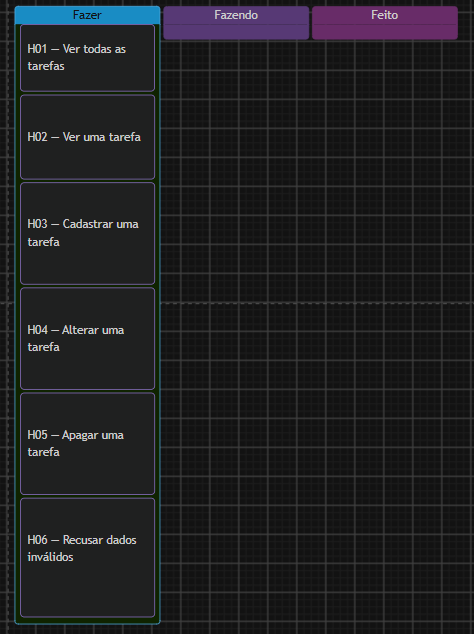 Fazer
Fazendo
Feito
H01 – Ver todas as
tarefas
H02 – Ver uma tarefa
H03 – Cadastrar uma
tarefa
H04 – Alterar uma
tarefa
H05 – Apagar uma
tarefa
H06 – Recusar dados
inválidos